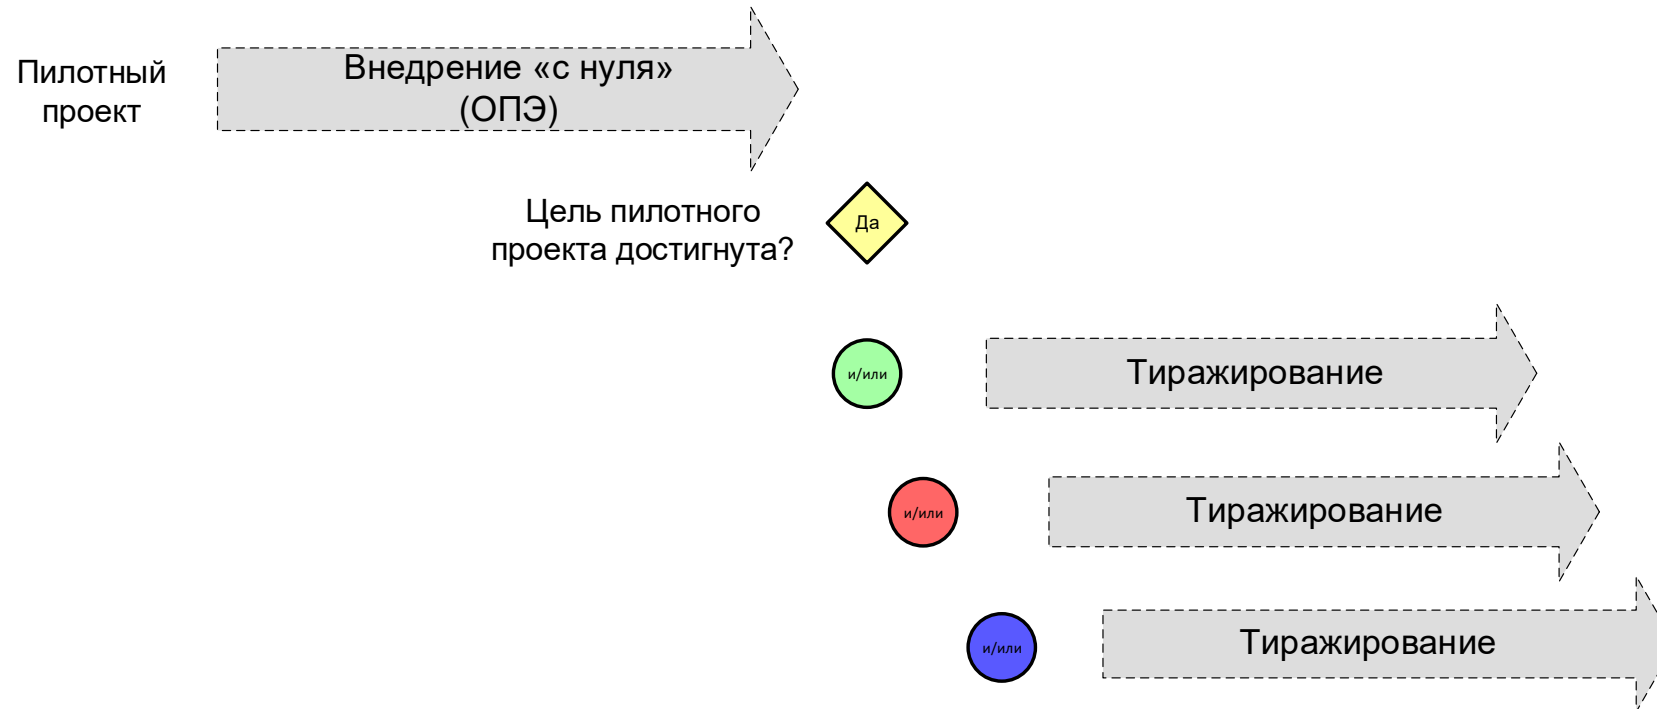 Пилотный
проект
Внедрение «с нуля»
(ОПЭ)
Цель пилотного
проекта достигнута?
Да
и/или
Тиражирование
и/или
Тиражирование
и/или
Тиражирование